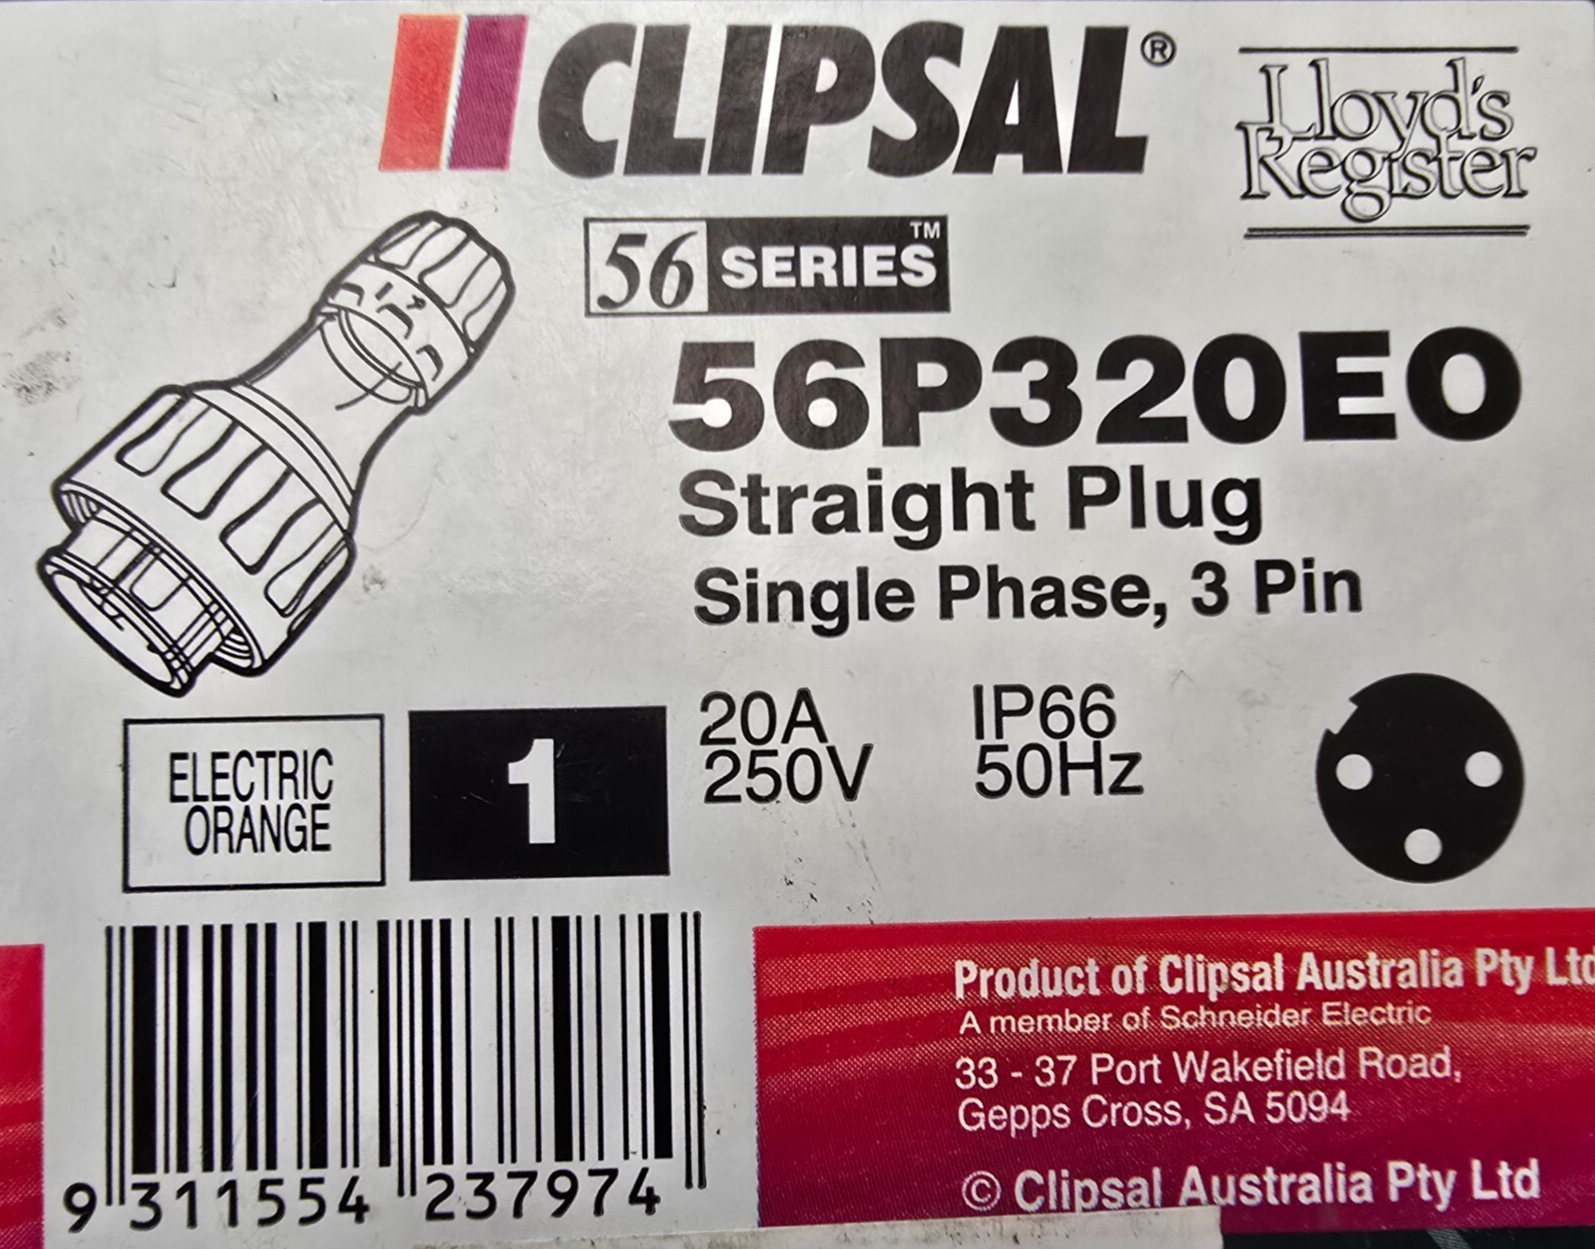 CLIPSAL®
Lloyd's
Register
56 SERIES™
56P320EO
Straight Plug
Single Phase, 3 Pin
20A IP66
250V 50Hz
ELECTRIC
ORANGE
1
9 311554 237974
Product of Clipsal Australia Pty Ltd
A member of Schneider Electric
33 - 37 Port Wakefield Road,
Gepps Cross, SA 5094
© Clipsal Australia Pty Ltd